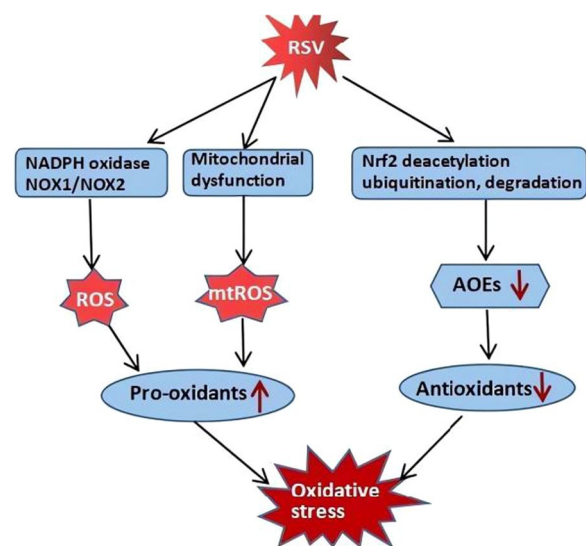 RSV
NADPH oxidase
NOX1/NOX2
Mitochondrial
dysfunction
Nrf2 deacetylation
ubiquitination, degradation
ROS
mtROS
AOEs
Pro-oxidants
Antioxidants
Oxidative
stress